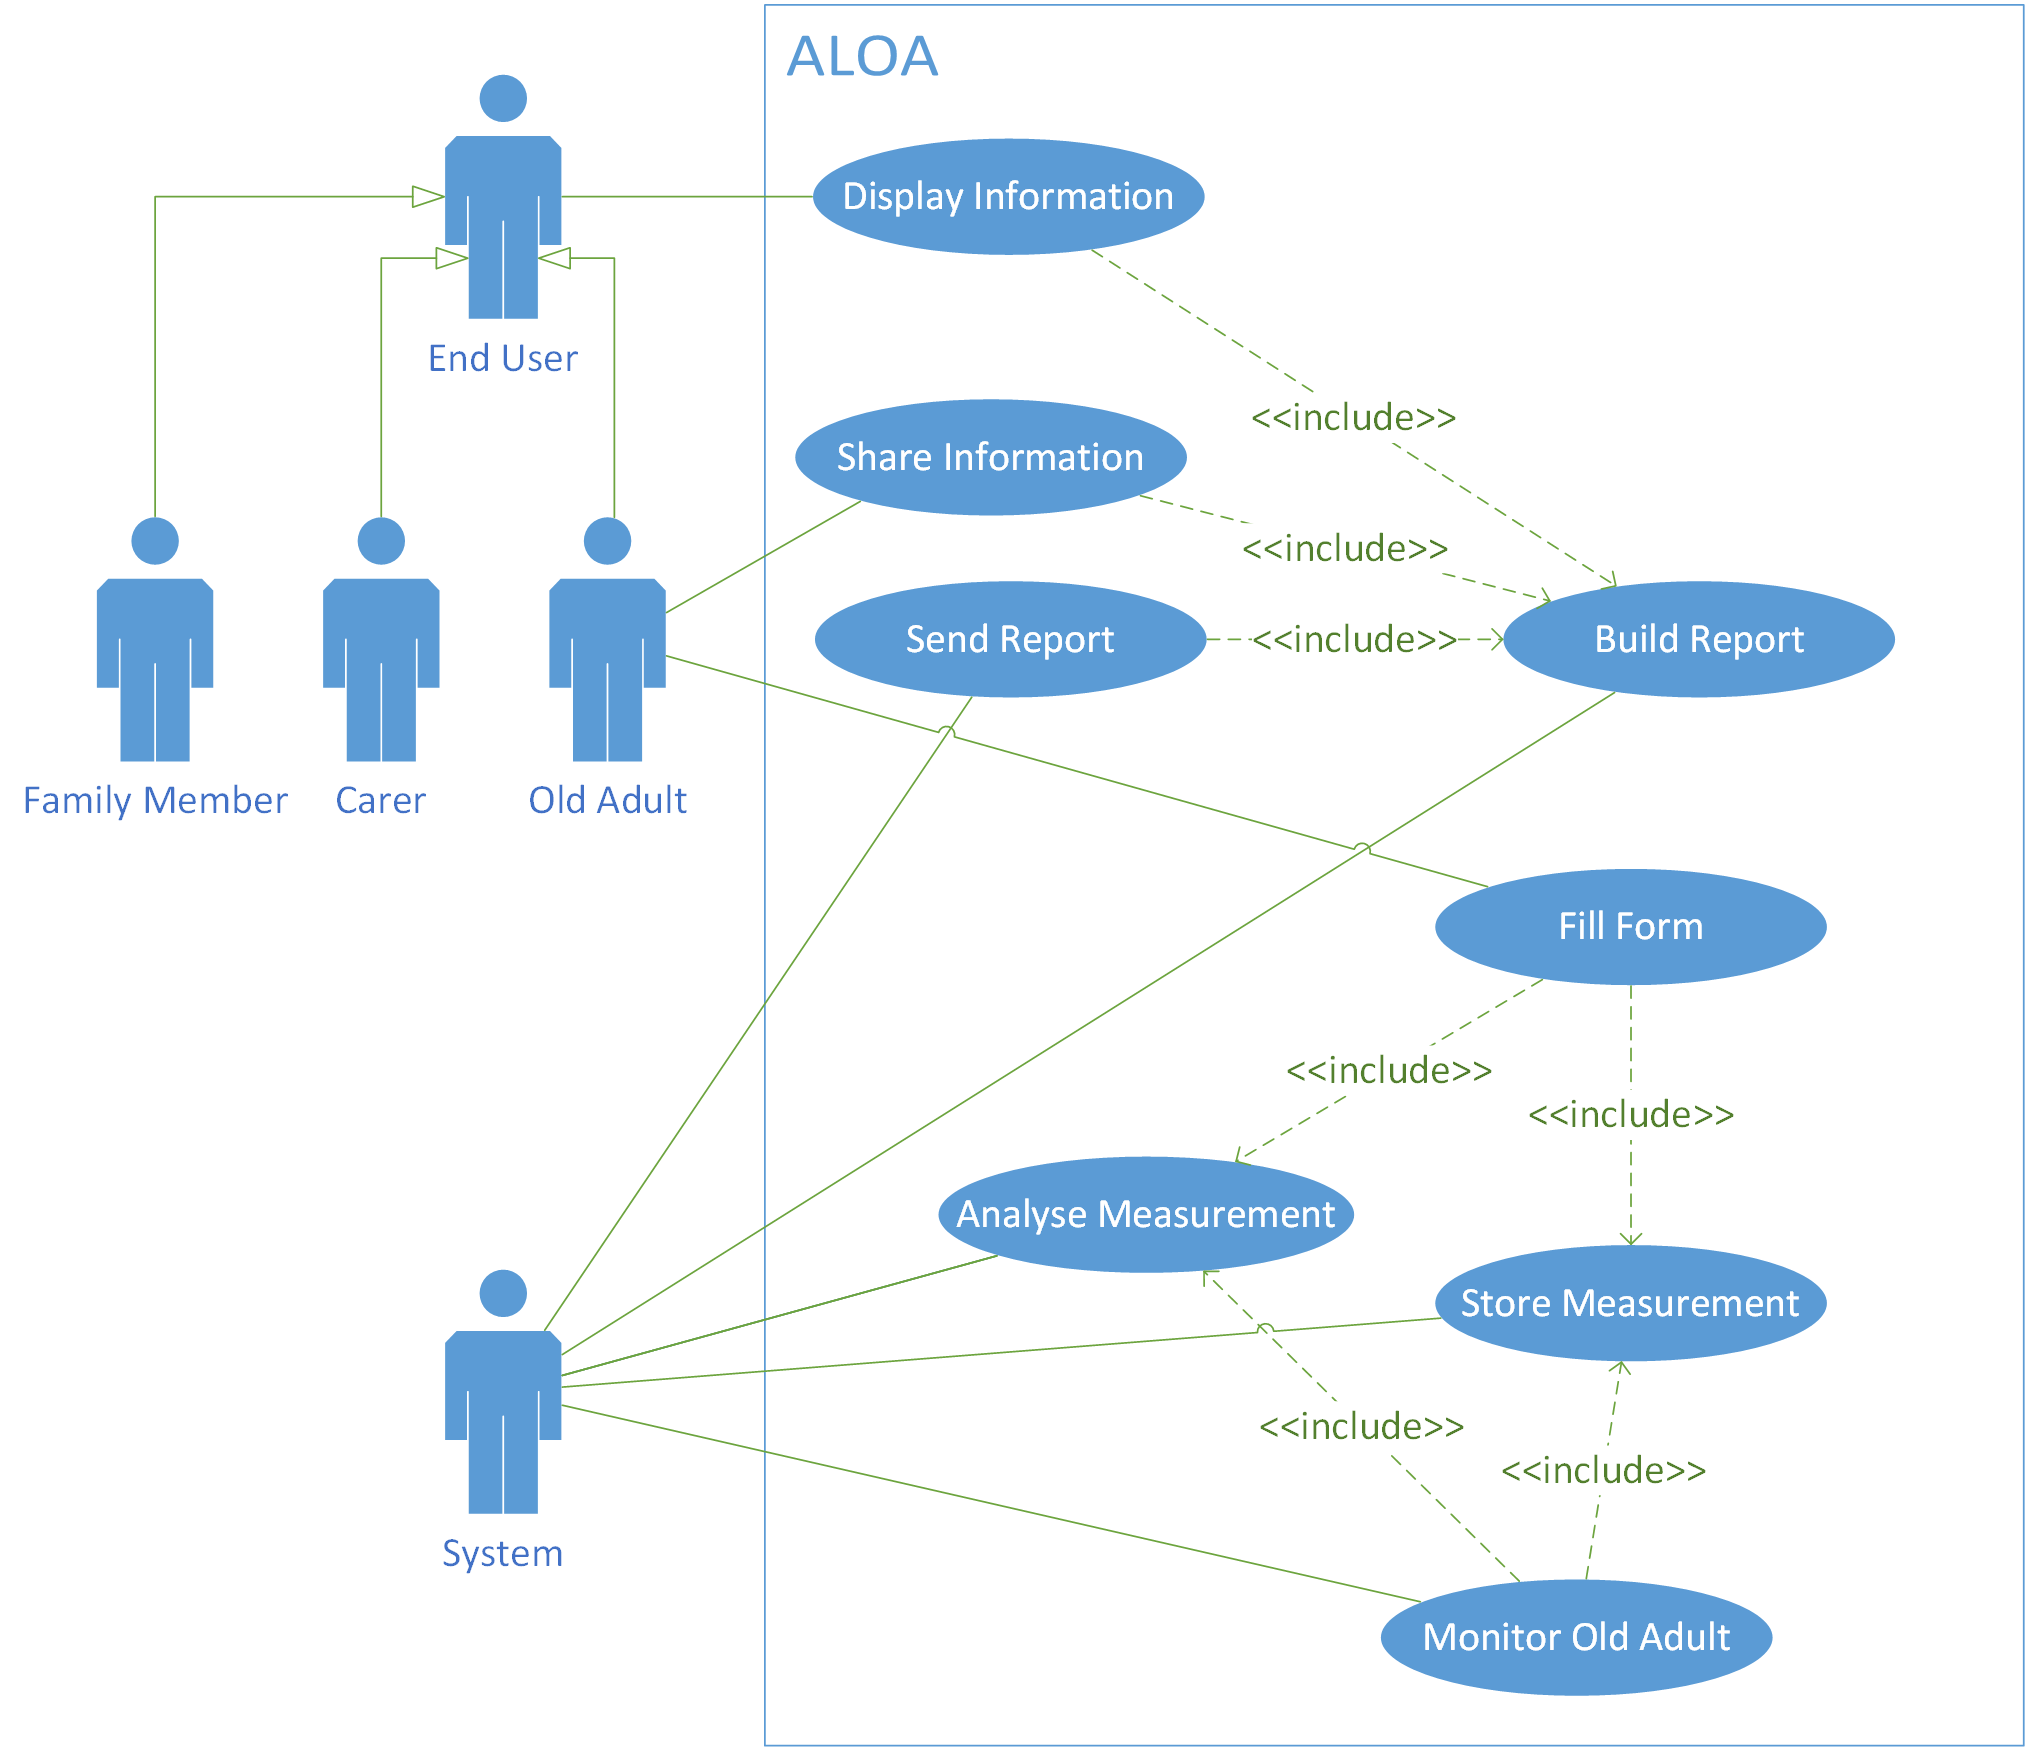 ALOA
Display Information
End User
<<include>>
Share Information
<<include>>
Send Report
<<include>>
Build Report
Family Member
Carer
Old Adult
Fill Form
<<include>>
<<include>>
Analyse Measurement
Store Measurement
<<include>>
<<include>>
System
Monitor Old Adult